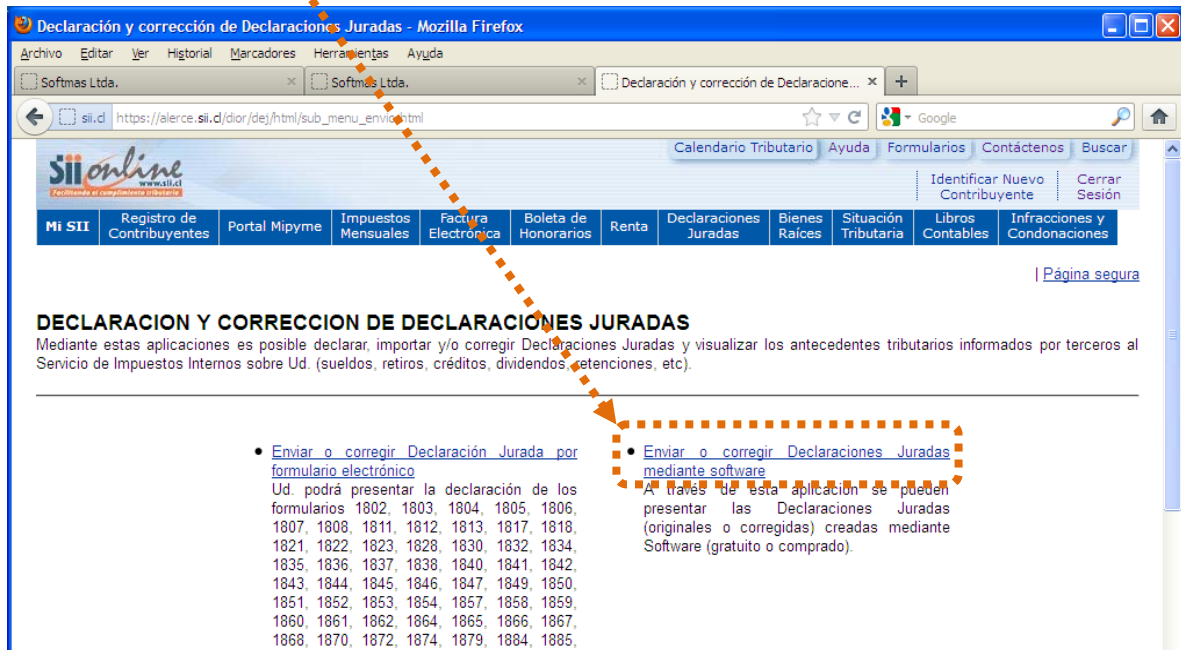 Declaración y corrección de Declaraciones Juradas - Mozilla Firefox
Archivo Editar Ver Historial Marcadores Herramientas Ayuda
Softmas Ltda. Softmas Ltda. Declaración y corrección de Declaracione...
sii.cl https://alerce.sii.cl/dior/dej/html/sub_menu_envio.html Google
Calendario Tributario Ayuda Formularios Contáctenos Buscar
sii online
www.sii.cl
Facilitando el cumplimiento tributario
Identificar Nuevo Contribuyente
Cerrar Sesión
Mi SII
Registro de Contribuyentes
Portal Mipyme
Impuestos Mensuales
Factura Electrónica
Boleta de Honorarios
Renta
Declaraciones Juradas
Bienes Raíces
Situación Tributaria
Libros Contables
Infracciones y Condonaciones
| Página segura
DECLARACION Y CORRECCION DE DECLARACIONES JURADAS
Mediante estas aplicaciones es posible declarar, importar y/o corregir Declaraciones Juradas y visualizar los antecedentes tributarios informados por terceros al
Servicio de Impuestos Internos sobre Ud. (sueldos, retiros, créditos, dividendos, retenciones, etc).
• Enviar o corregir Declaración Jurada por
formulario electrónico
Ud. podrá presentar la declaración de los
formularios 1802, 1803, 1804, 1805, 1806,
1807, 1808, 1811, 1812, 1813, 1817, 1818,
1821, 1822, 1823, 1828, 1830, 1832, 1834,
1835, 1836, 1837, 1838, 1840, 1841, 1842,
1843, 1844, 1845, 1846, 1847, 1849, 1850,
1851, 1852, 1853, 1854, 1857, 1858, 1859,
1860, 1861, 1862, 1864, 1865, 1866, 1867,
1868, 1870, 1872, 1874, 1879, 1884, 1885,
• Enviar o corregir Declaraciones Juradas
mediante software
A través de esta aplicación se pueden
presentar las Declaraciones Juradas
(originales o corregidas) creadas mediante
Software (gratuito o comprado).